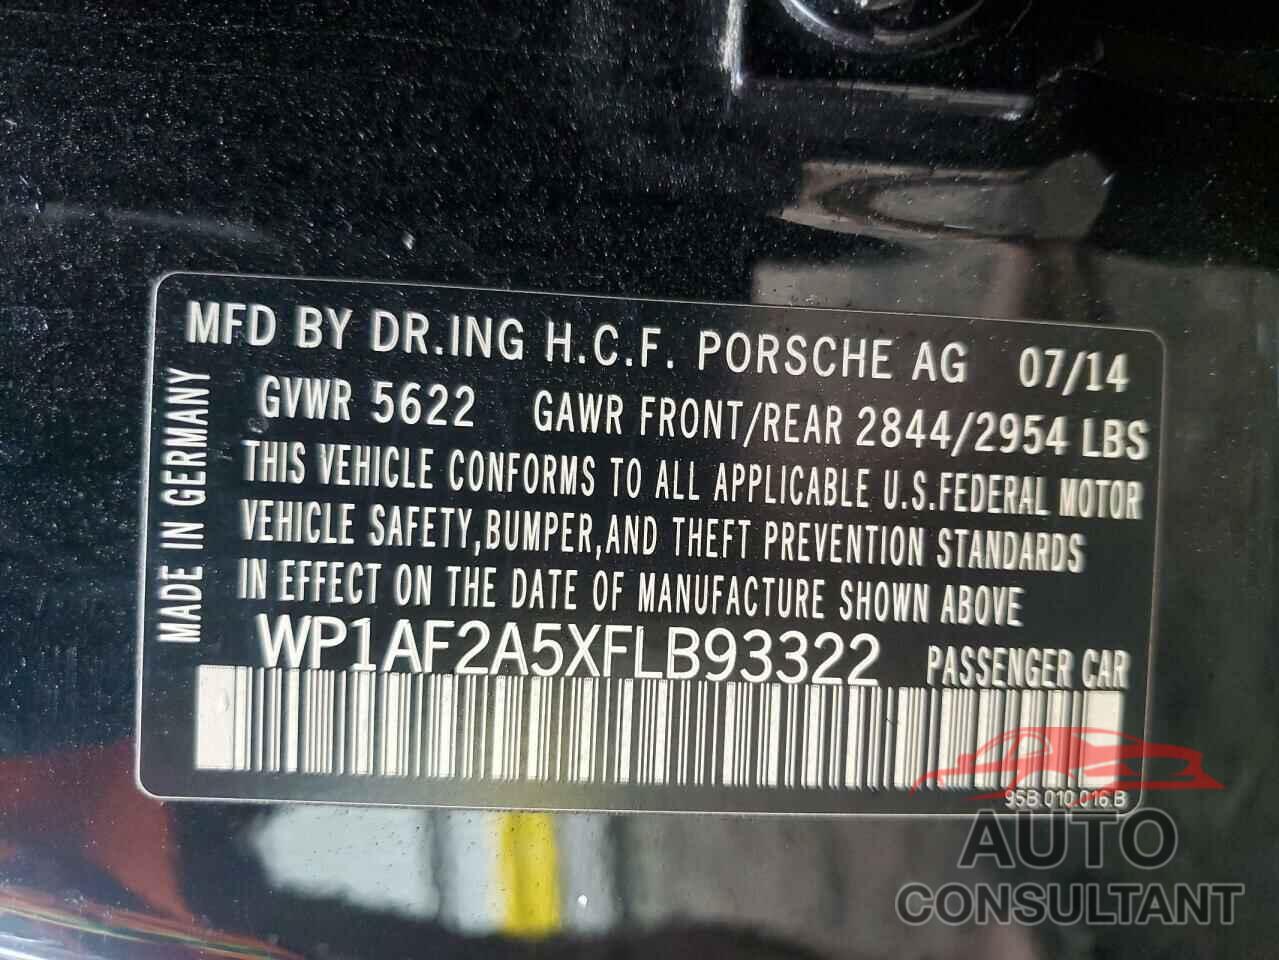 MFD BY DR.ING H.C.F. PORSCHE AG 07/14
GVWR 5622 GAWR FRONT/REAR 2844/2954 LBS
THIS VEHICLE CONFORMS TO ALL APPLICABLE U.S.FEDERAL MOTOR
VEHICLE SAFETY,BUMPER,AND THEFT PREVENTION STANDARDS
IN EFFECT ON THE DATE OF MANUFACTURE SHOWN ABOVE
WP1AF2A5XFLB93322 PASSENGER CAR
MADE IN GERMANY
95B.010.016.B
AUTO
CONSULTANT